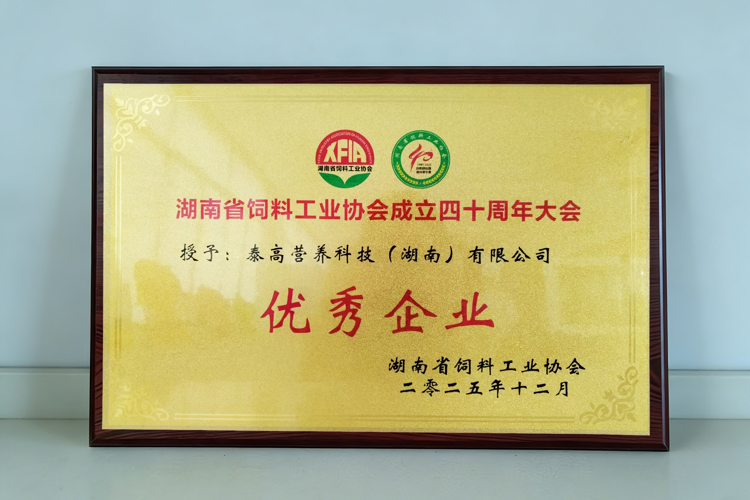 XFIA
湖南省饲料工业协会
湖南省饲料工业协会成立四十周年大会
授予：泰高营养科技（湖南）有限公司
优秀企业
湖南省饲料工业协会
二零二五年十二月